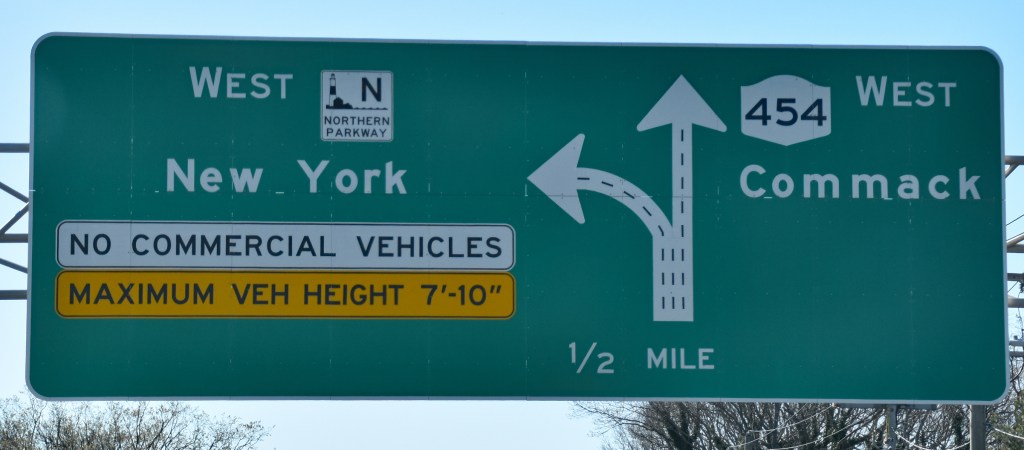 WEST
N
NORTHERN
PARKWAY
New York
NO COMMERCIAL VEHICLES
MAXIMUM VEH HEIGHT 7'-10"
454 WEST
Commack
1/2 MILE